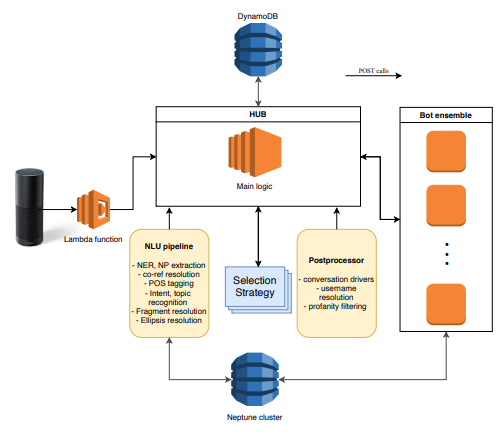 DynamoDB
POST calls
HUB
Bot ensemble
Main logic
Lambda function
NLU pipeline
- NER, NP extraction
- co-ref resolution
- POS tagging
- Intent, topic
recognition
- Fragment resolution
- Ellipsis resolution
Selection
Strategy
Postprocessor
- conversation drivers
- username
resolution
- profanity filtering
Neptune cluster